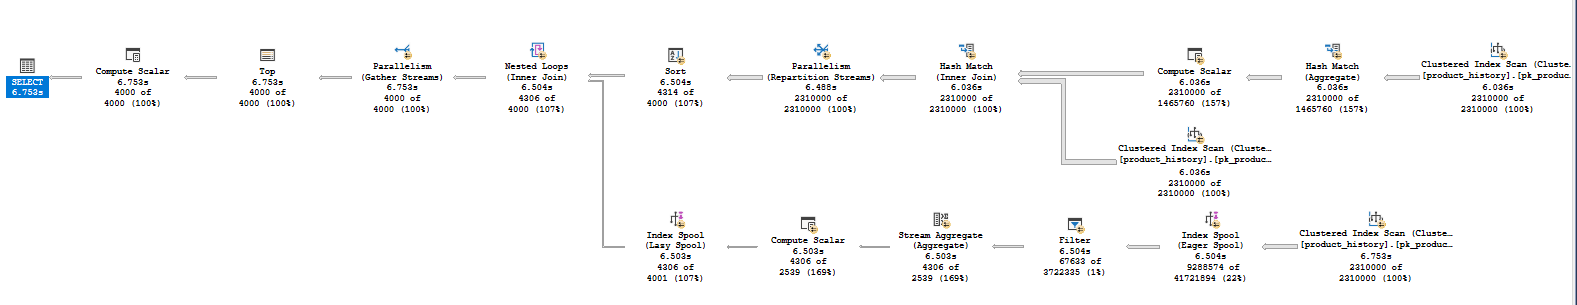 SELECT
6.753s
Compute Scalar
6.753s
4000 of
4000 (100%)
Top
6.753s
4000 of
4000 (100%)
Parallelism
(Gather Streams)
6.753s
4000 of
4000 (100%)
Nested Loops
(Inner Join)
6.504s
4306 of
4000 (107%)
Sort
6.504s
4314 of
4000 (107%)
Parallelism
(Repartition Streams)
6.488s
2310000 of
2310000 (100%)
Hash Match
(Inner Join)
6.036s
2310000 of
2310000 (100%)
Compute Scalar
6.036s
2310000 of
1465760 (157%)
Hash Match
(Aggregate)
6.036s
2310000 of
1465760 (157%)
Clustered Index Scan (Cluste…
[product_history].[pk_produc…
6.036s
2310000 of
2310000 (100%)
Clustered Index Scan (Cluste…
[product_history].[pk_produc…
6.036s
2310000 of
2310000 (100%)
Index Spool
(Lazy Spool)
6.503s
4306 of
4001 (107%)
Compute Scalar
6.503s
4306 of
2539 (169%)
Stream Aggregate
(Aggregate)
6.503s
4306 of
2539 (169%)
Filter
6.504s
67633 of
3722335 (1%)
Index Spool
(Eager Spool)
6.504s
9288574 of
41721894 (22%)
Clustered Index Scan (Cluste…
[product_history].[pk_produc…
6.753s
2310000 of
2310000 (100%)